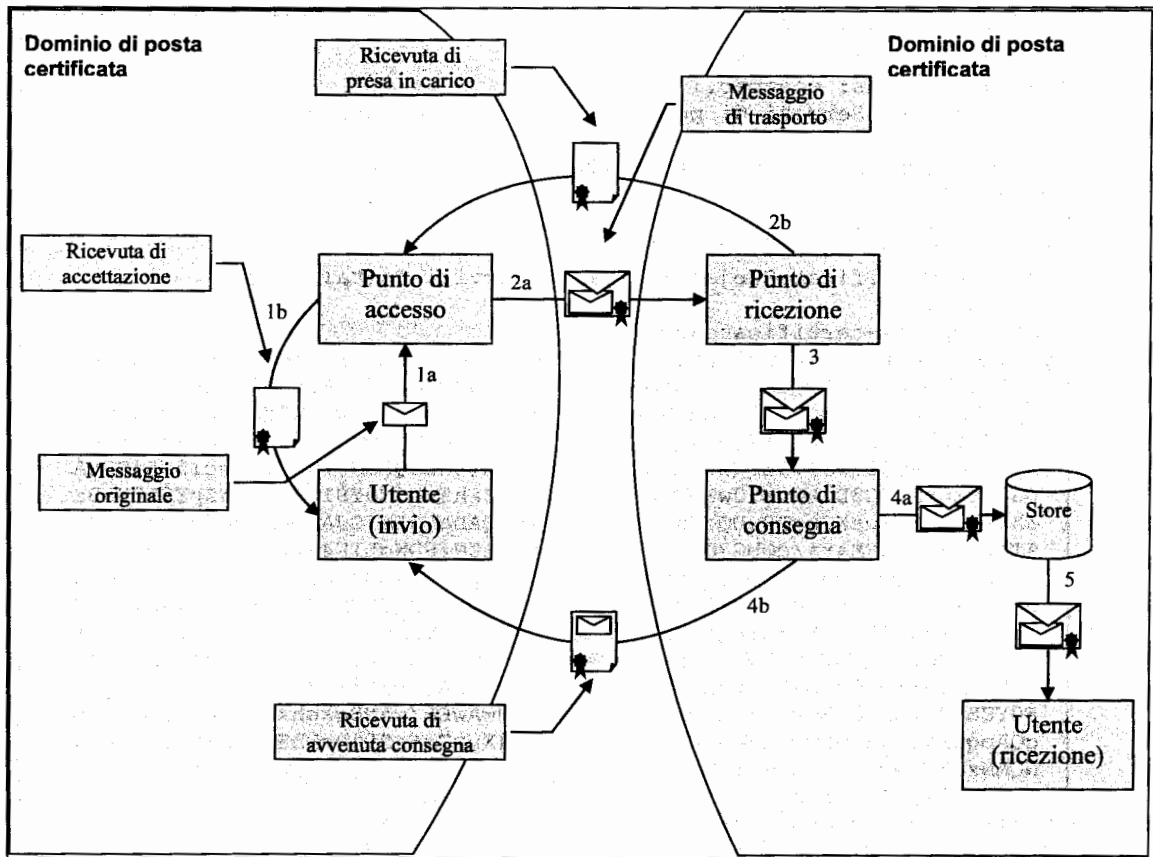 Dominio di posta
certificata
Ricevuta di
presa in carico
Dominio di posta
certificata
Messaggio
di trasporto
2b
Ricevuta di
accettazione
1b
Punto di
accesso
2a
Punto di
ricezione
3
1a
Messaggio
originale
Utente
(invio)
Punto di
consegna
4a
Store
5
4b
Ricevuta di
avvenuta consegna
Utente
(ricezione)